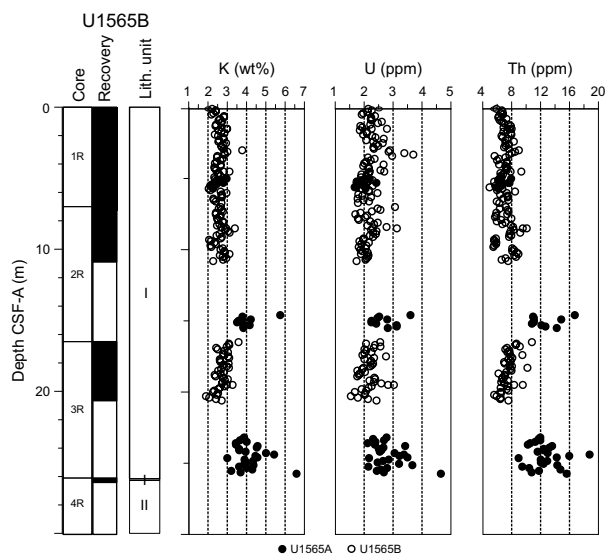 U1565B
Core
Recovery
Lith. unit
K (wt%)
U (ppm)
Th (ppm)
1 2 3 4 5 6 7
1 2 3 4 5
4 8 12 16 20
Depth CSF-A (m)
0
10
20
1R
2R
3R
4R
I
II
U1565A U1565B